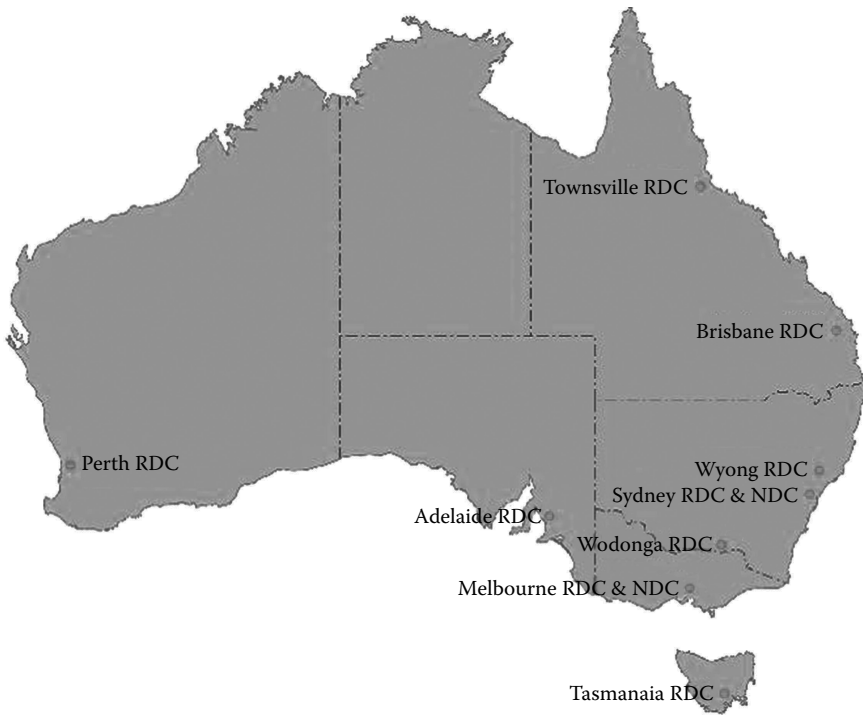 Townsville RDC
Brisbane RDC
Perth RDC
Wyong RDC
Sydney RDC & NDC
Adelaide RDC
Wodonga RDC
Melbourne RDC & NDC
Tasmanaia RDC